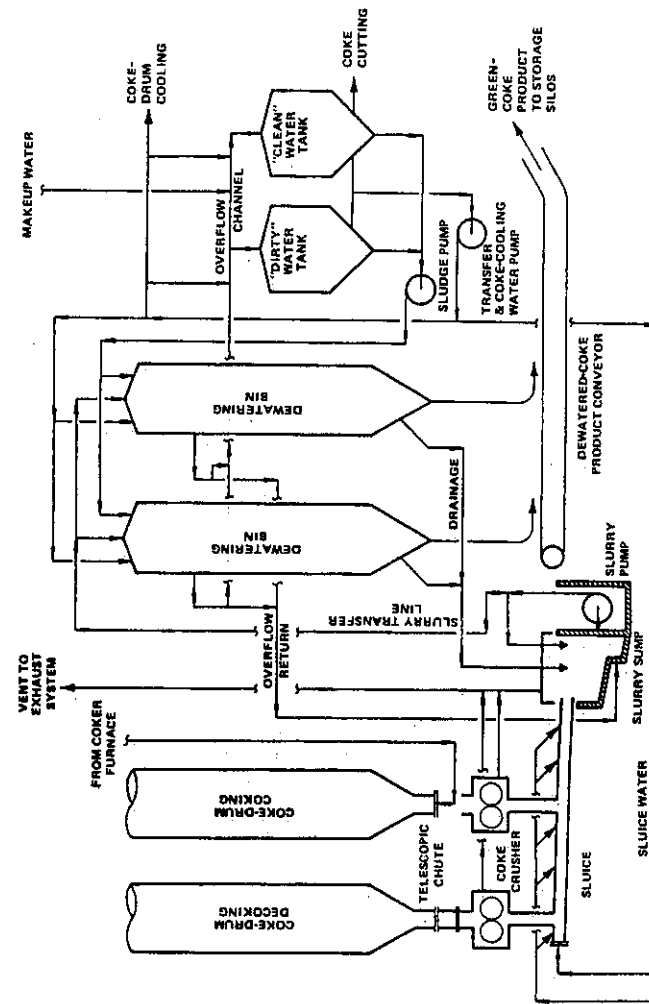 MAKEUP WATER
COKE-
DRUM
COOLING
OVERFLOW
CHANNEL
"CLEAN"
WATER
TANK
"DIRTY"
WATER
TANK
COKE
CUTTING
SLUDGE PUMP
TRANSFER
& COKE-COOLING
WATER PUMP
GREEN-
COKE
PRODUCT
TO STORAGE
SILOS
DEWATERING
BIN
DEWATERING
BIN
DRAINAGE
DEWATERED-COKE
PRODUCT CONVEYOR
VENT TO
EXHAUST
SYSTEM
OVERFLOW
RETURN
SLURRY TRANSFER
LINE
SLURRY
PUMP
SLURRY SUMP
FROM COKER
FURNACE
COKE-DRUM
COKING
COKE-DRUM
DECOKING
TELESCOPIC
CHUTE
COKE
CRUSHER
SLUICE
SLUICE WATER